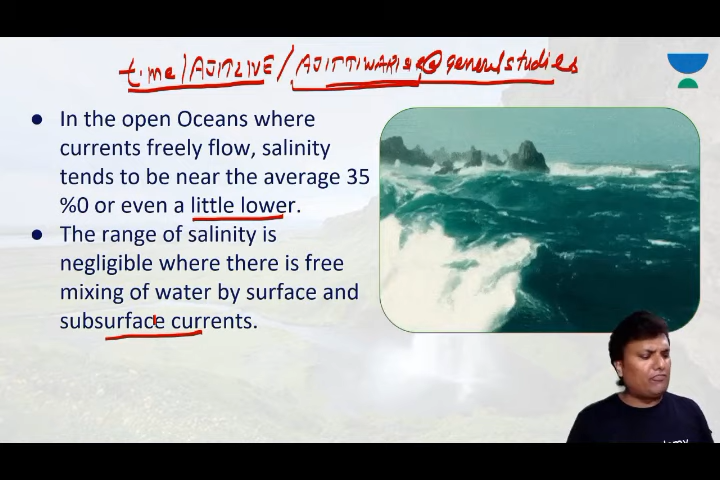 time/AJITLIVE/AJITTIWARI@generalstudies
● In the open Oceans where
currents freely flow, salinity
tends to be near the average 35
%0 or even a little lower.
● The range of salinity is
negligible where there is free
mixing of water by surface and
subsurface currents.